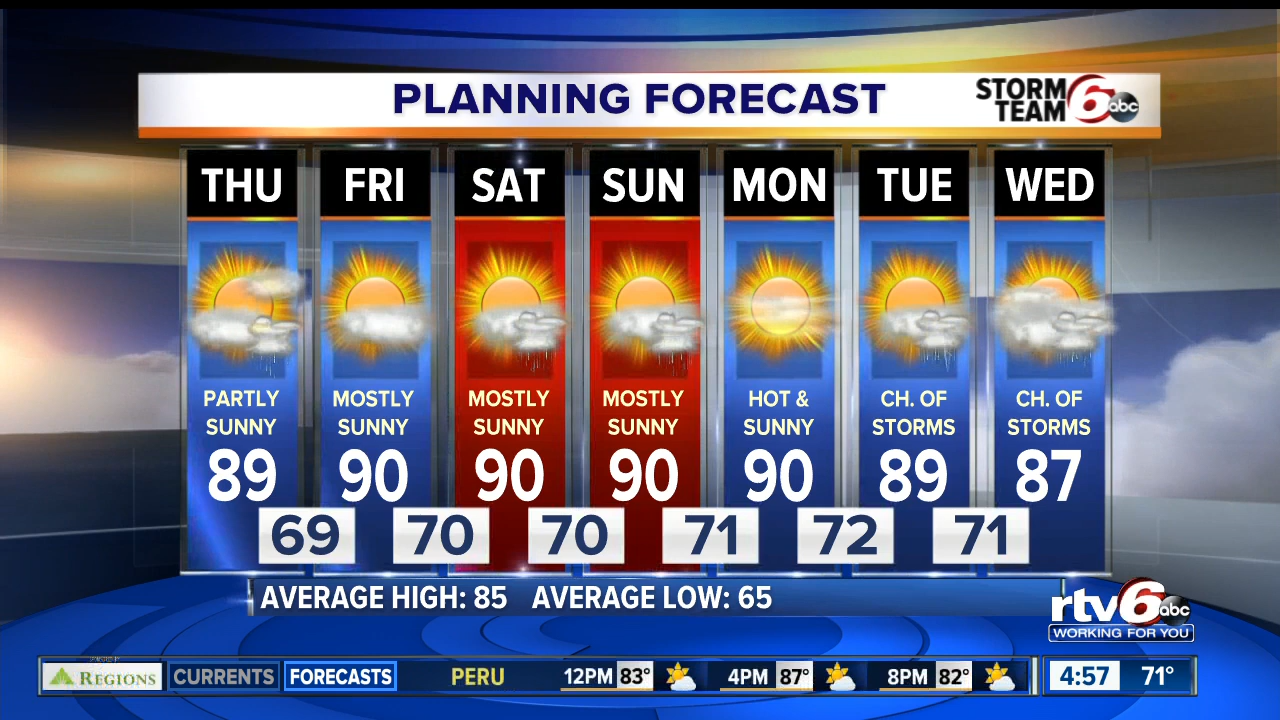 PLANNING FORECAST
STORM TEAM 6 abc
THU FRI SAT SUN MON TUE WED
PARTLY MOSTLY MOSTLY MOSTLY HOT & CH. OF CH. OF
SUNNY SUNNY SUNNY SUNNY SUNNY STORMS STORMS
89 90 90 90 90 89 87
69 70 70 71 72 71
AVERAGE HIGH: 85 AVERAGE LOW: 65
rtv6 abc
WORKING FOR YOU
SPONSORED BY
REGIONS CURRENTS FORECASTS PERU 12PM 83° 4PM 87° 8PM 82° 4:57 71°